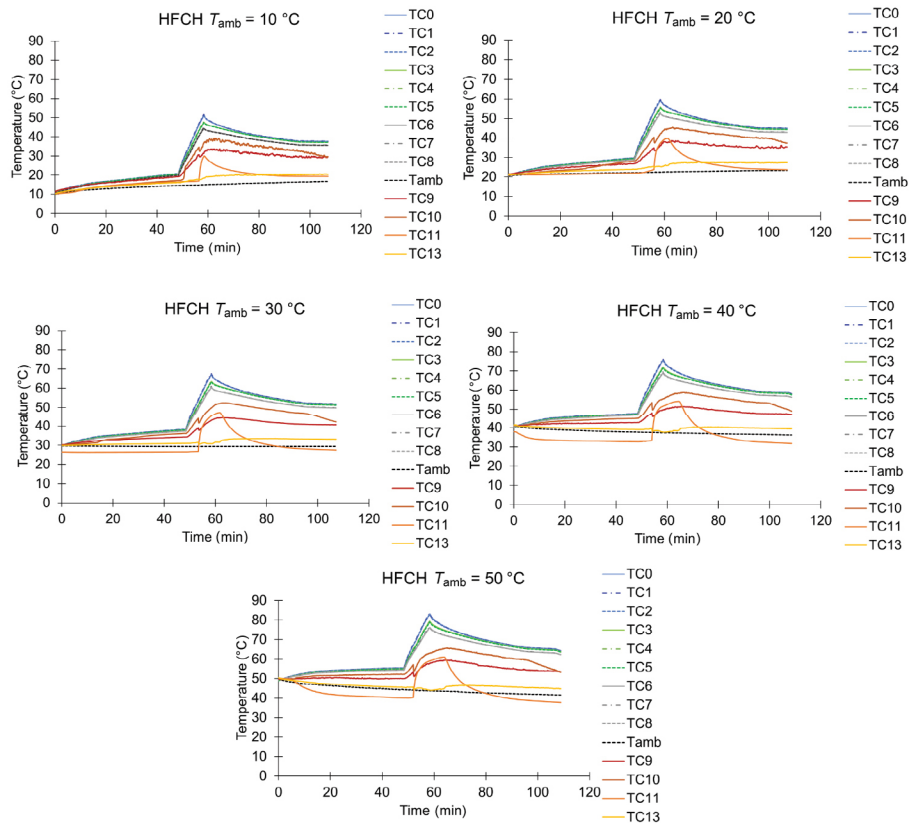 HFCH Tamb = 10 °C
Temperature (°C)
90
80
70
60
50
40
30
20
10
0
0 20 40 60 80 100 120
Time (min)
TC0
TC1
TC2
TC3
TC4
TC5
TC6
TC7
TC8
Tamb
TC9
TC10
TC11
TC13
HFCH Tamb = 20 °C
Temperature (°C)
90
80
70
60
50
40
30
20
10
0
0 20 40 60 80 100 120
Time (min)
TC0
TC1
TC2
TC3
TC4
TC5
TC6
TC7
TC8
Tamb
TC9
TC10
TC11
TC13
HFCH Tamb = 30 °C
Temperature (°C)
90
80
70
60
50
40
30
20
10
0
0 20 40 60 80 100 120
Time (min)
TC0
TC1
TC2
TC3
TC4
TC5
TC6
TC7
TC8
Tamb
TC9
TC10
TC11
TC13
HFCH Tamb = 40 °C
Temperature (°C)
90
80
70
60
50
40
30
20
10
0
0 20 40 60 80 100 120
Time (min)
TC0
TC1
TC2
TC3
TC4
TC5
TC6
TC7
TC8
Tamb
TC9
TC10
TC11
TC13
HFCH Tamb = 50 °C
Temperature (°C)
90
80
70
60
50
40
30
20
10
0
0 20 40 60 80 100 120
Time (min)
TC0
TC1
TC2
TC3
TC4
TC5
TC6
TC7
TC8
Tamb
TC9
TC10
TC11
TC13